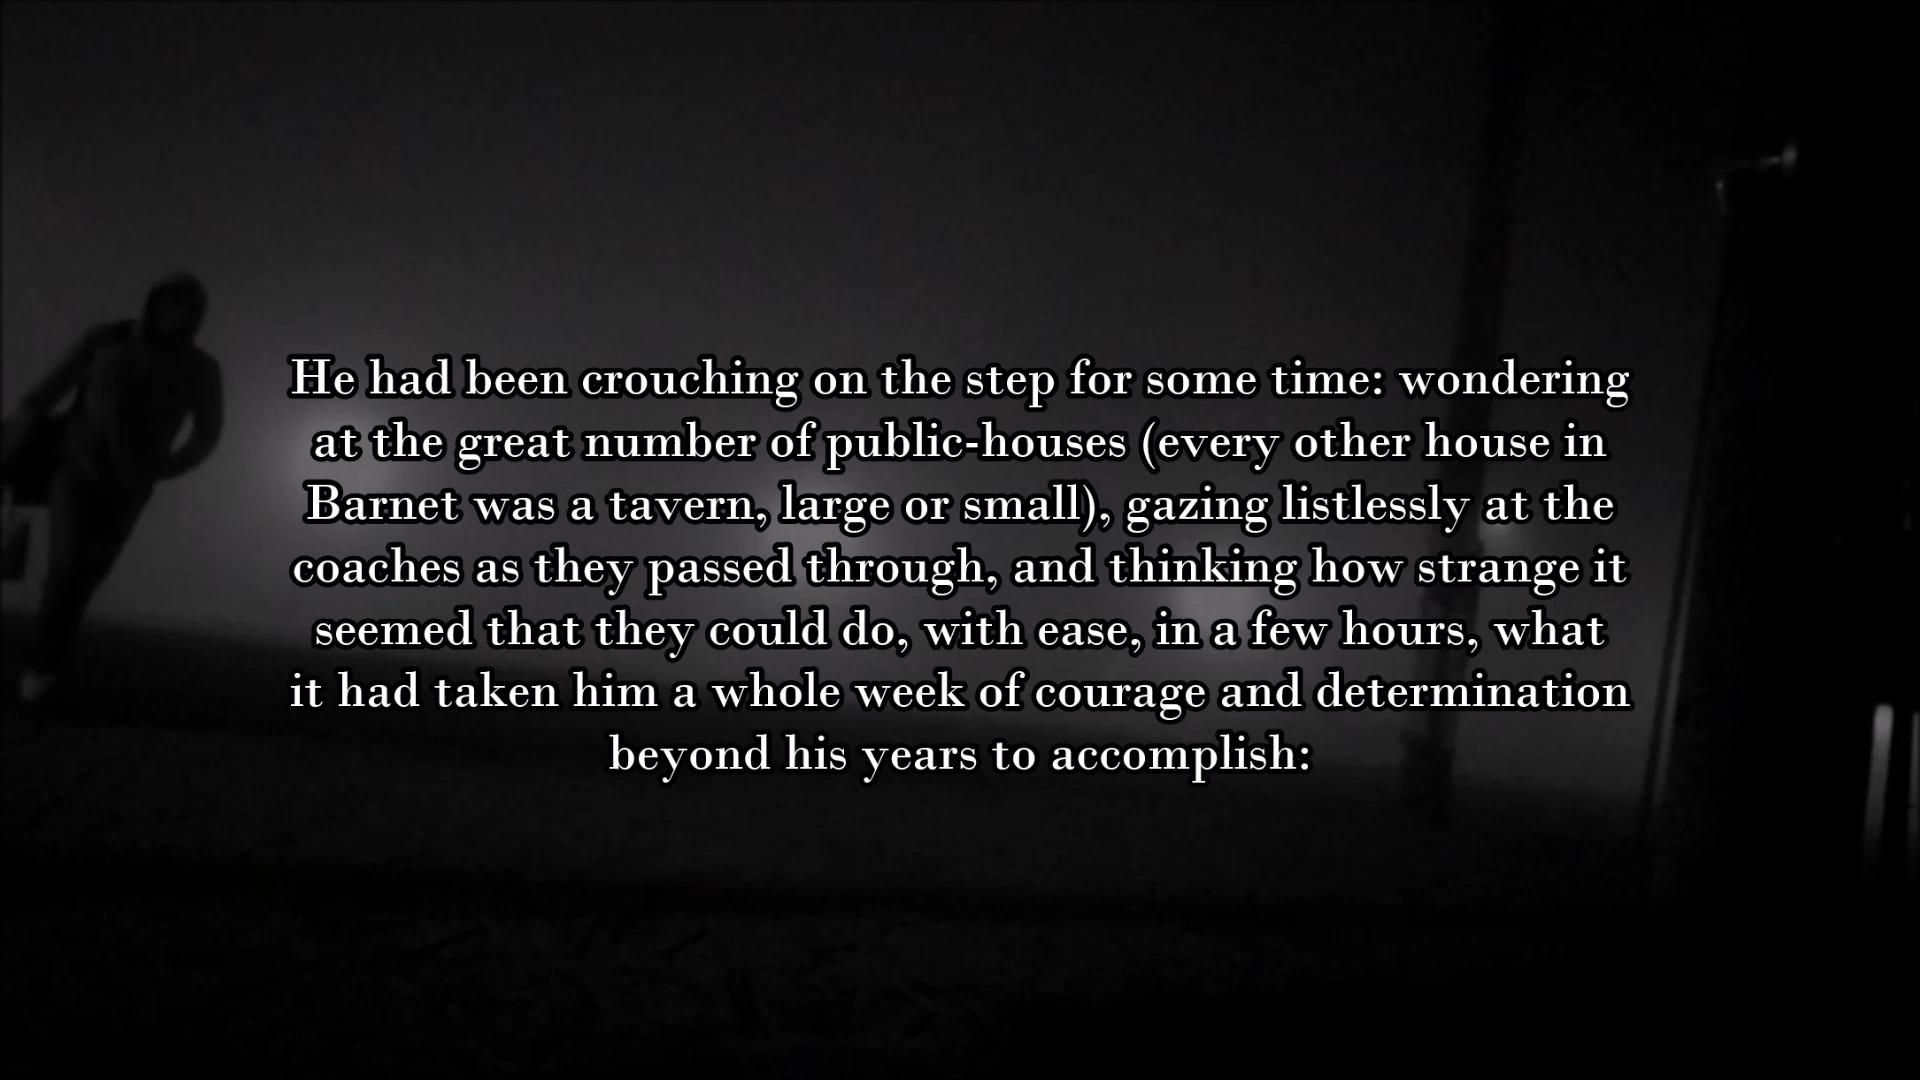 He had been crouching on the step for some time: wondering
at the great number of public-houses (every other house in
Barnet was a tavern, large or small), gazing listlessly at the
coaches as they passed through, and thinking how strange it
seemed that they could do, with ease, in a few hours, what
it had taken him a whole week of courage and determination
beyond his years to accomplish: